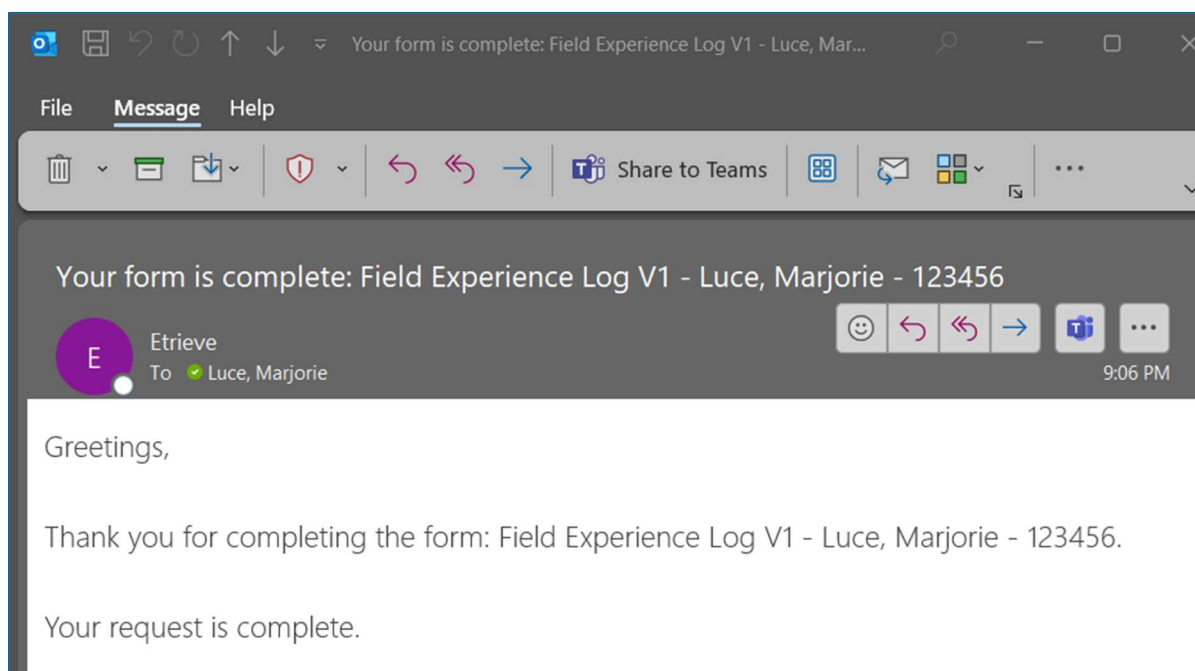 Your form is complete: Field Experience Log V1 - Luce, Mar...
File Message Help
Share to Teams
Your form is complete: Field Experience Log V1 - Luce, Marjorie - 123456
E
Etrieve
To Luce, Marjorie
9:06 PM
Greetings,
Thank you for completing the form: Field Experience Log V1 - Luce, Marjorie - 123456.
Your request is complete.